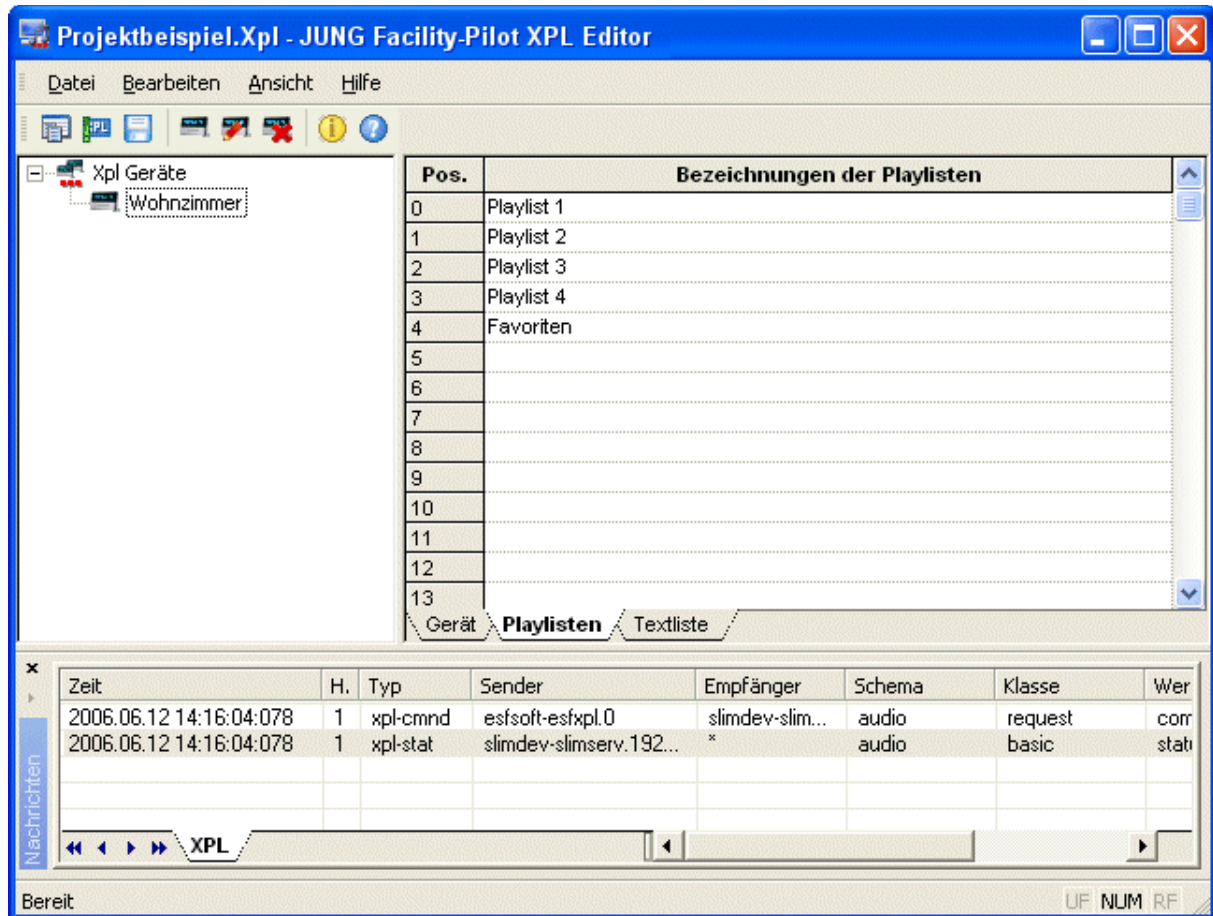 Projektbeispiel.Xpl - JUNG Facility-Pilot XPL Editor
Datei Bearbeiten Ansicht Hilfe
Xpl Geräte
Wohnzimmer
Pos. Bezeichnungen der Playlisten
0 Playlist 1
1 Playlist 2
2 Playlist 3
3 Playlist 4
4 Favoriten
5
6
7
8
9
10
11
12
13
Gerät Playlisten Textliste
Nachrichten
Zeit H. Typ Sender Empfänger Schema Klasse Wer
2006.06.12 14:16:04:078 1 xpl-cmnd esfsoft-esfxpl.0 slimdev-slim... audio request com
2006.06.12 14:16:04:078 1 xpl-stat slimdev-slimserv.192... * audio basic stat
XPL
Bereit UF NUM RF